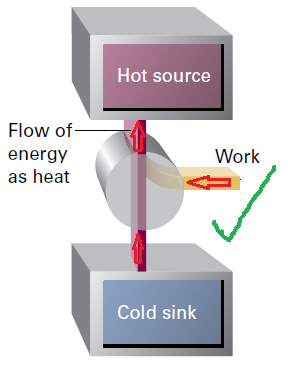 Hot source
Flow of
energy
as heat
Work
Cold sink